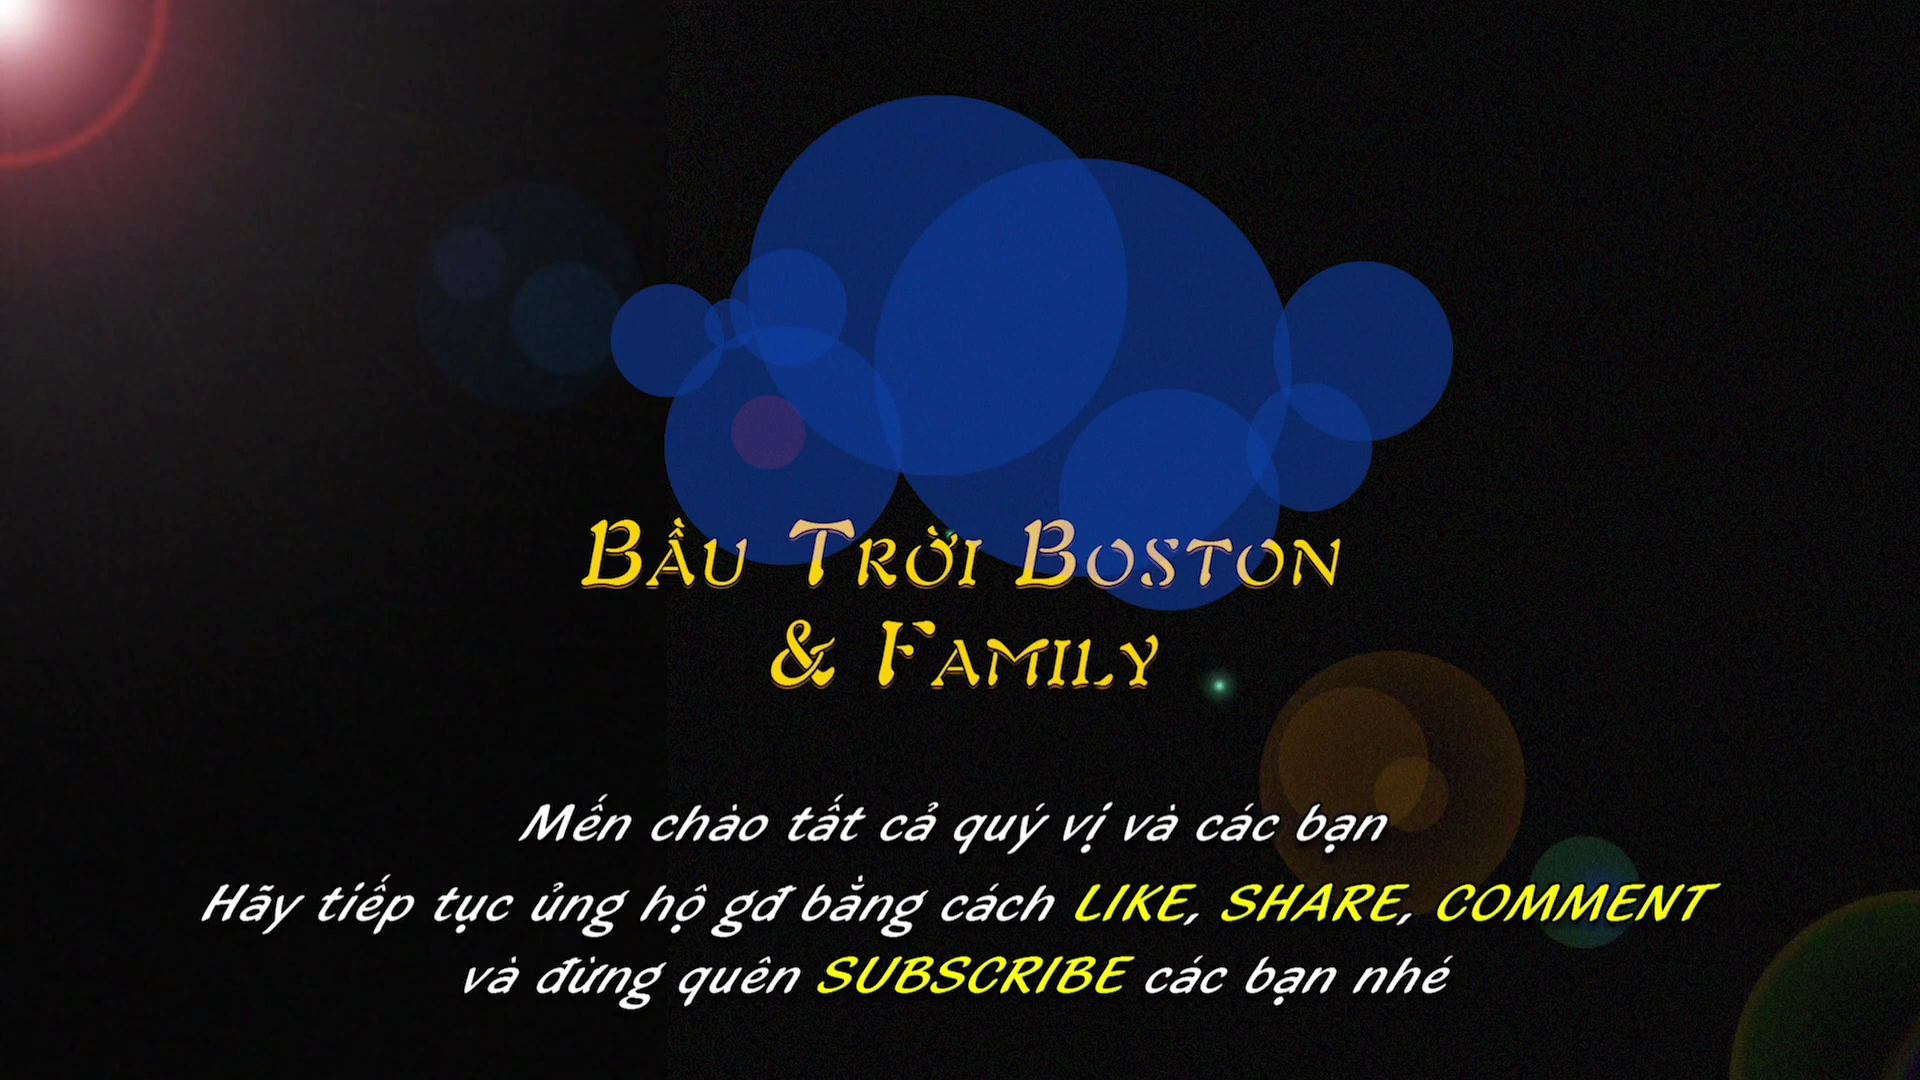 BẦU TRỜI BOSTON
& FAMILY
Mến chào tất cả quý vị và các bạn
Hãy tiếp tục ủng hộ gđ bằng cách LIKE, SHARE, COMMENT
và đừng quên SUBSCRIBE các bạn nhé